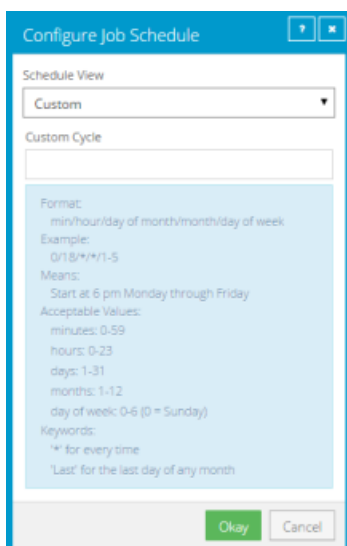 Configure Job Schedule
?
Schedule View
Custom
Custom Cycle
Format:
min/hour/day of month/month/day of week
Example:
0/18/*/*/1-5
Means:
Start at 6 pm Monday through Friday
Acceptable Values:
minutes: 0-59
hours: 0-23
days: 1-31
months: 1-12
day of week: 0-6 (0 = Sunday)
Keywords:
'*' for every time
'Last' for the last day of any month
Okay
Cancel